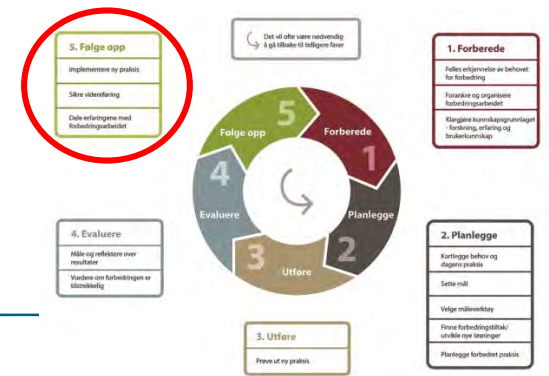 5. Følge opp
Implementere ny praksis
Sikre videreføring
Dele erfaringene med
forbedringsarbeidet
Det vil ofte være nødvendig
å gå tilbake til tidligere faser
1. Forberede
Felles erkjennelse av behovet
for forbedring
Forankre og organisere
forbedringsarbeidet
Klargjøre kunnskapsgrunnlaget
- forskning, erfaring og
brukerkunnskap
5
Følge opp
Forberede
1
4
Evaluere
Planlegge
2
3
Utføre
4. Evaluere
Måle og reflektere over
resultater
Vurdere om forbedringen er
tilstrekkelig
2. Planlegge
Kartlegge behov og
dagens praksis
Sette mål
Velge måleverktøy
Finne forbedringstiltak/
utvikle nye løsninger
Planlegge forbedret praksis
3. Utføre
Prøve ut ny praksis